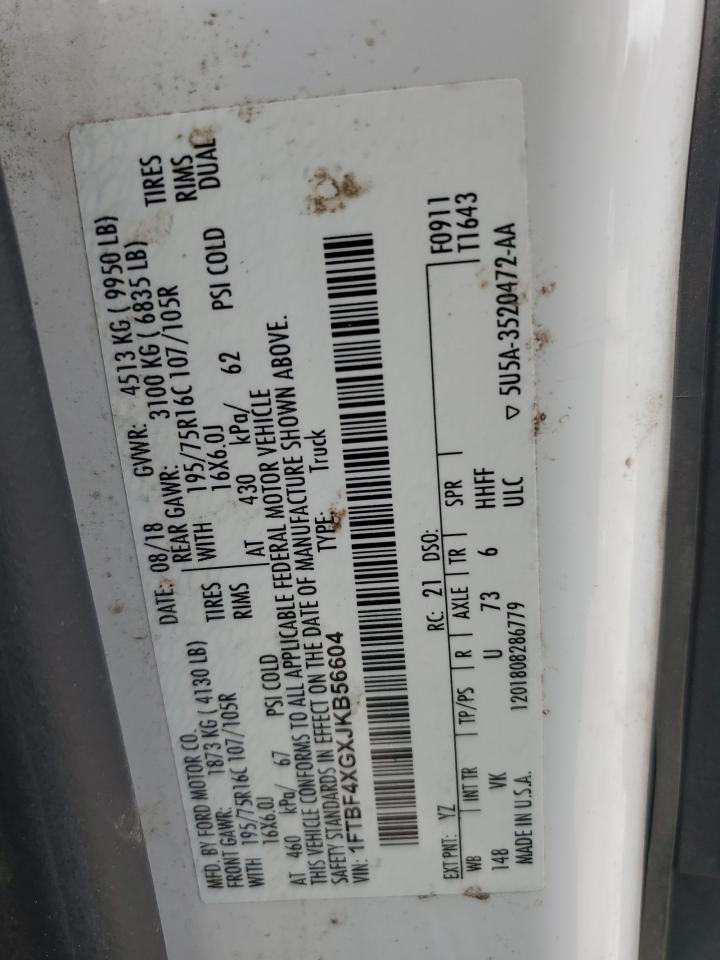 MFD. BY FORD MOTOR CO.
DATE: 08/18 GVWR: 4513 KG ( 9950 LB)
FRONT GAWR: 1873 KG ( 4130 LB) REAR GAWR: 3100 KG ( 6835 LB)
WITH 195/75R16C 107/105R TIRES WITH 195/75R16C 107/105R TIRES
16X6.0J RIMS 16X6.0J RIMS
AT 460 kPa/ 67 PSI COLD AT 430 kPa/ 62 PSI COLD DUAL
THIS VEHICLE CONFORMS TO ALL APPLICABLE FEDERAL MOTOR VEHICLE
SAFETY STANDARDS IN EFFECT ON THE DATE OF MANUFACTURE SHOWN ABOVE.
VIN: 1FTBF4XGXJKB56604 TYPE: Truck
F0911
EXT PNT: YZ RC: 21 DSO: T1643
WB INT TR TP/PS R AXLE TR SPR
148 VK U 73 6 HHFF
MADE IN U.S.A. 1201808286779 ULC ▽ 5U5A-3520472-AA